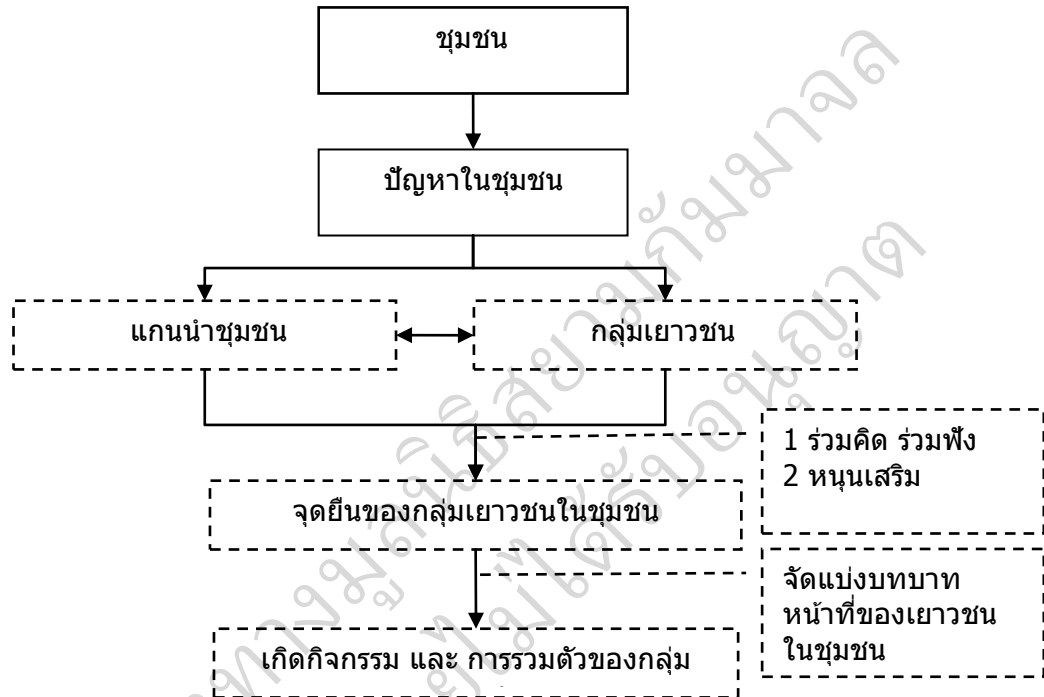 ชุมชน
ปัญหาในชุมชน
แกนนำชุมชน
กลุ่มเยาวชน
1 ร่วมคิด ร่วมฟัง
2 หนุนเสริม
จุดยืนของกลุ่มเยาวชนในชุมชน
จัดแบ่งบทบาท
หน้าที่ของเยาวชน
ในชุมชน
เกิดกิจกรรม และ การรวมตัวของกลุ่ม